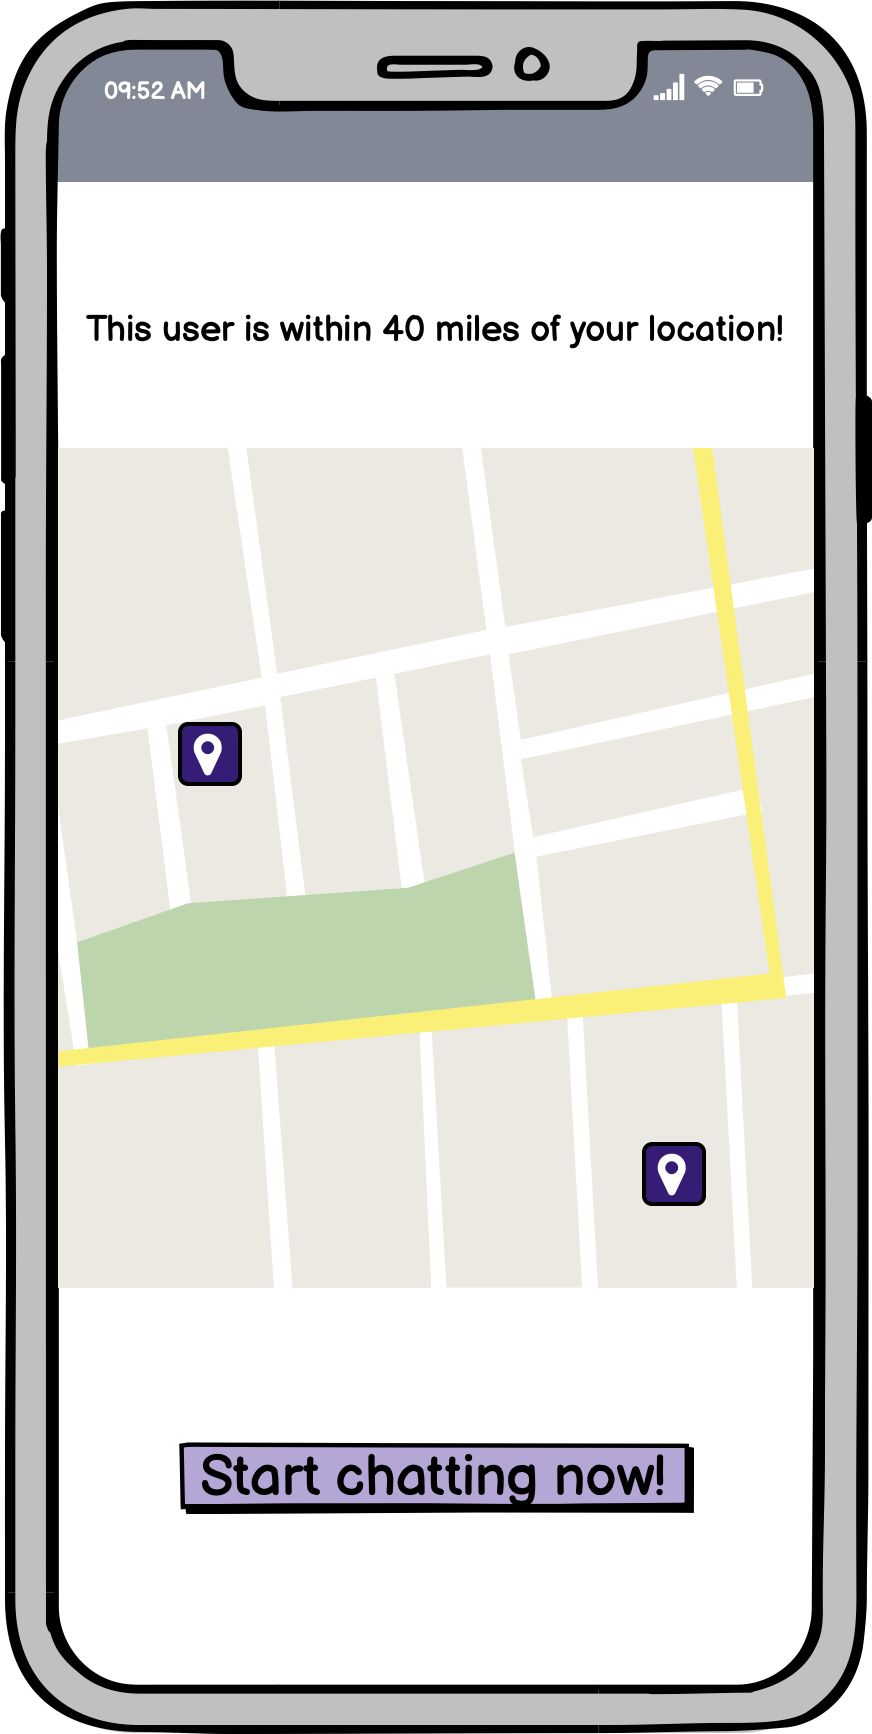 09:52 AM
This user is within 40 miles of your location!
Start chatting now!